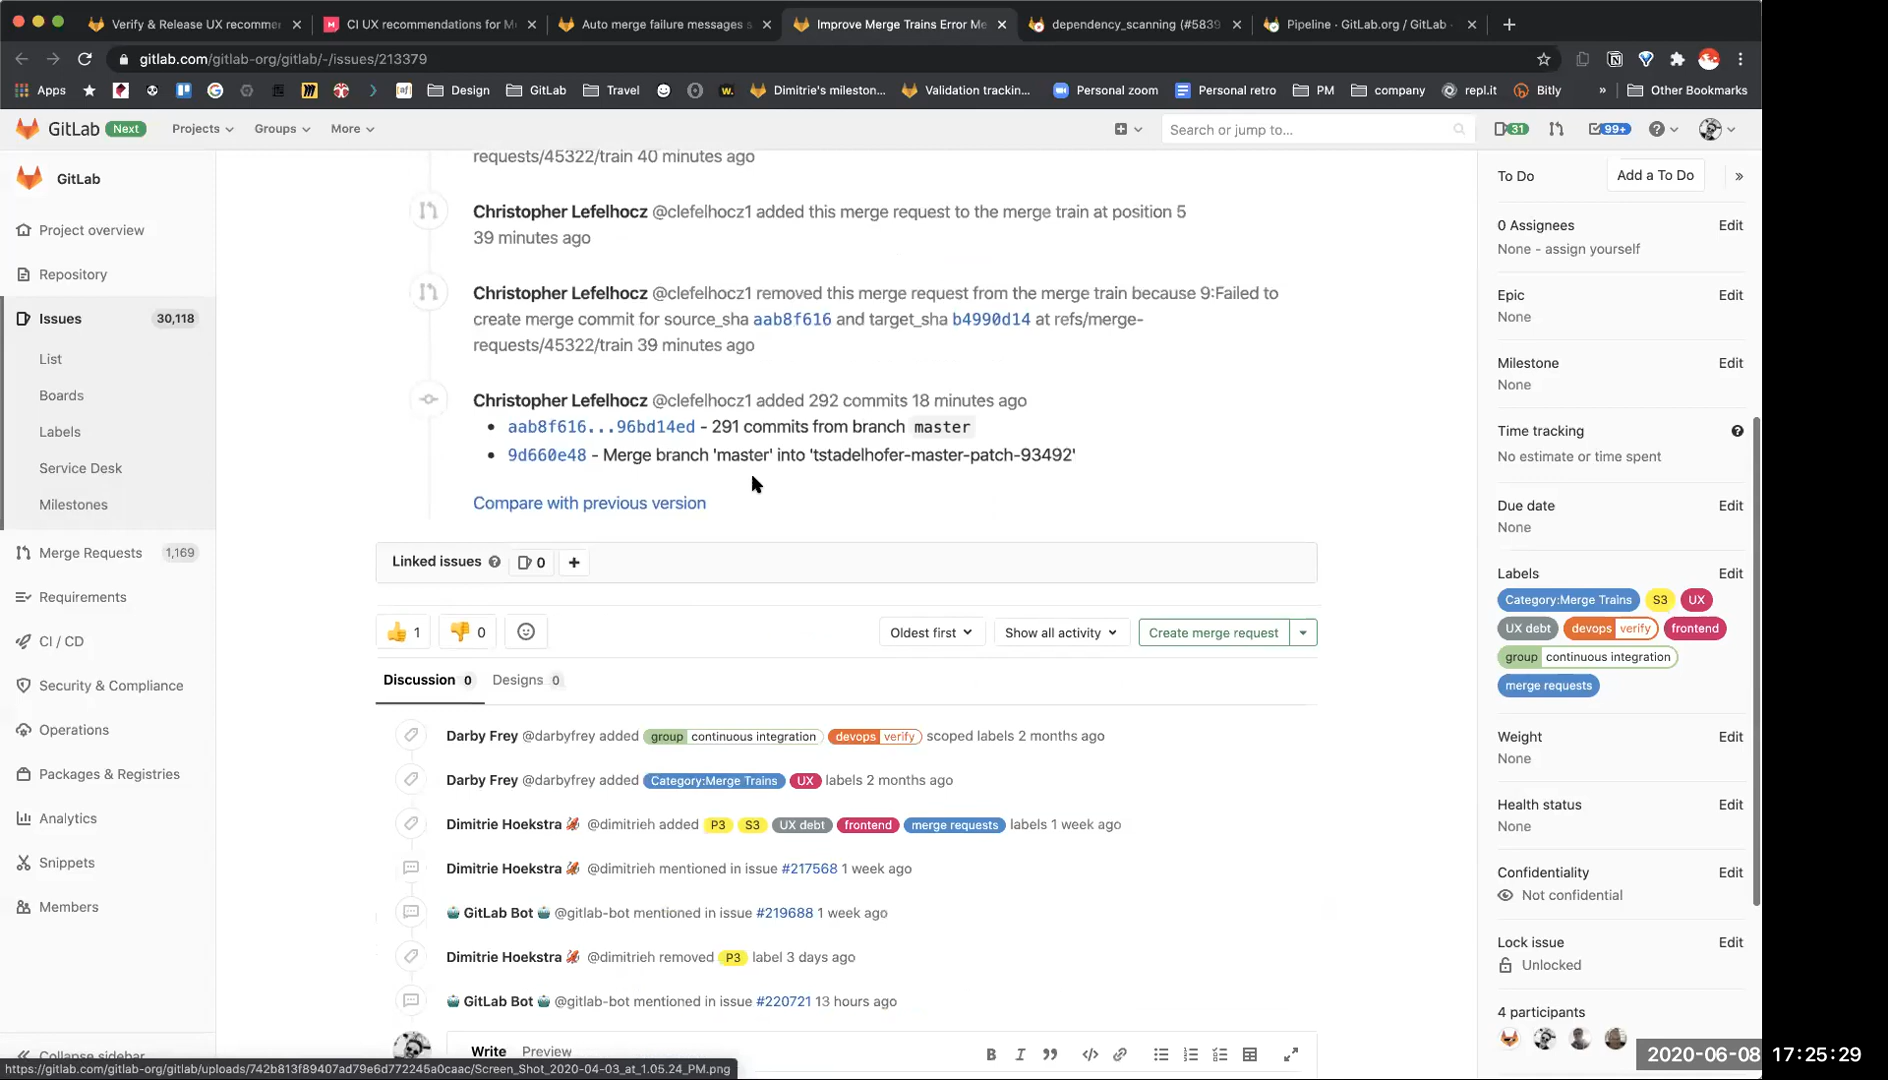 Verify & Release UX recommer
CI UX recommendations for M
Auto merge failure messages s
Improve Merge Trains Error Me
dependency_scanning (#5839
Pipeline · GitLab.org / GitLab
gitlab.com/gitlab-org/gitlab/-/issues/213379
Apps
Design
GitLab
Travel
Dimitrie's mileston...
Validation trackin...
Personal zoom
Personal retro
PM
company
repl.it
Bitly
»
Other Bookmarks
GitLab Next
Projects
Groups
More
Search or jump to...
31
99+
GitLab
Project overview
Repository
Issues 30,118
List
Boards
Labels
Service Desk
Milestones
Merge Requests 1,169
Requirements
CI / CD
Security & Compliance
Operations
Packages & Registries
Analytics
Snippets
Members
Collapse sidebar
requests/45322/train 40 minutes ago
Christopher Lefelhocz @clefelhocz1 added this merge request to the merge train at position 5
39 minutes ago
Christopher Lefelhocz @clefelhocz1 removed this merge request from the merge train because 9:Failed to
create merge commit for source_sha aab8f616 and target_sha b4990d14 at refs/merge-
requests/45322/train 39 minutes ago
Christopher Lefelhocz @clefelhocz1 added 292 commits 18 minutes ago
• aab8f616...96bd14ed - 291 commits from branch master
• 9d660e48 - Merge branch 'master' into 'tstadelhofer-master-patch-93492'
Compare with previous version
Linked issues 0 +
1
0
Oldest first
Show all activity
Create merge request
Discussion 0
Designs 0
Darby Frey @darbyfrey added group continuous integration devops verify scoped labels 2 months ago
Darby Frey @darbyfrey added Category:Merge Trains UX labels 2 months ago
Dimitrie Hoekstra @dimitrieh added P3 S3 UX debt frontend merge requests labels 1 week ago
Dimitrie Hoekstra @dimitrieh mentioned in issue #217568 1 week ago
GitLab Bot @gitlab-bot mentioned in issue #219688 1 week ago
Dimitrie Hoekstra @dimitrieh removed P3 label 3 days ago
GitLab Bot @gitlab-bot mentioned in issue #220721 13 hours ago
Write
Preview
To Do
Add a To Do
»
0 Assignees
Edit
None - assign yourself
Epic
Edit
None
Milestone
Edit
None
Time tracking
No estimate or time spent
Due date
Edit
None
Labels
Edit
Category:Merge Trains S3 UX
UX debt devops verify frontend
group continuous integration
merge requests
Weight
Edit
None
Health status
Edit
None
Confidentiality
Edit
Not confidential
Lock issue
Edit
Unlocked
4 participants
https://gitlab.com/gitlab-org/gitlab/uploads/742b813f89407ad79e6d772245a0caac/Screen_Shot_2020-04-03_at_1.05.24_PM.png
2020-06-08 17:25:29